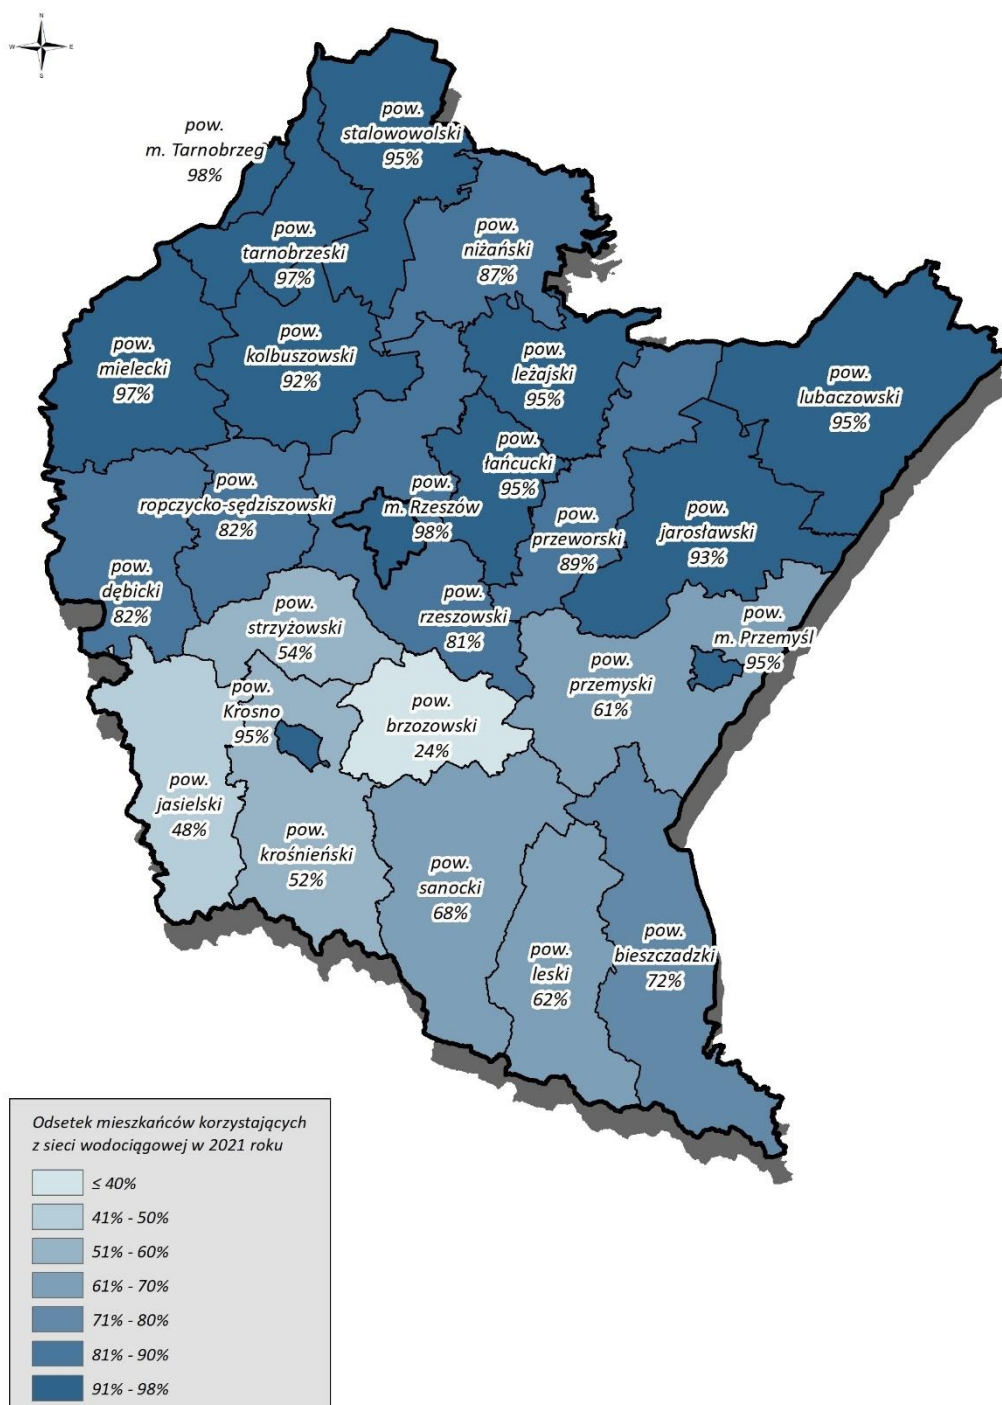 N
W
E
S
pow.
stalowowolski
95%
pow.
m. Tarnobrzeg
98%
pow.
tarnobrzeski
97%
pow.
niżański
87%
pow.
mielecki
97%
pow.
kolbuszowski
92%
pow.
leżajski
95%
pow.
lubaczowski
95%
pow.
łańcucki
95%
pow.
ropczycko-sędziszowski
82%
pow.
m. Rzeszów
98%
pow.
przeworski
89%
pow.
jarosławski
93%
pow.
dębicki
82%
pow.
strzyżowski
54%
pow.
rzeszowski
81%
pow.
m. Przemyśl
95%
pow.
przemyski
61%
pow.
Krosno
95%
pow.
brzozowski
24%
pow.
jasielski
48%
pow.
krośnieński
52%
pow.
sanocki
68%
pow.
leski
62%
pow.
bieszczadzki
72%
Odsetek mieszkańców korzystających
z sieci wodociągowej w 2021 roku
≤ 40%
41% - 50%
51% - 60%
61% - 70%
71% - 80%
81% - 90%
91% - 98%